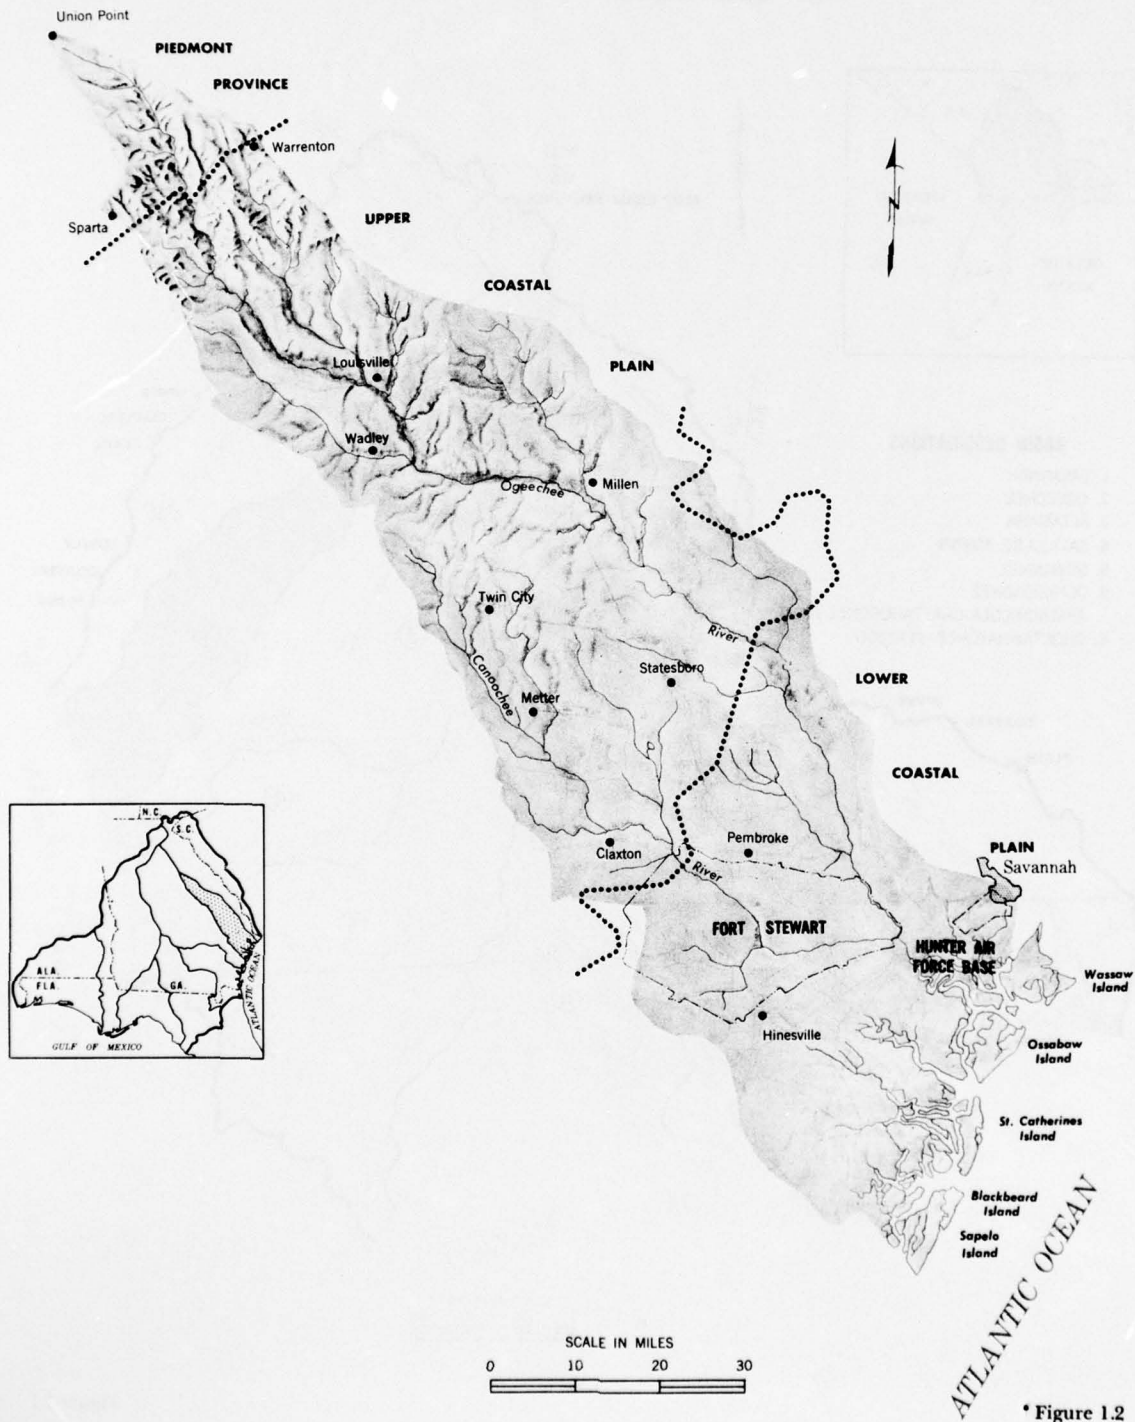 Union Point
PIEDMONT
PROVINCE
Warrenton
Sparta
UPPER
COASTAL
PLAIN
Louisville
Wadley
Ogeechee
Millen
Twin City
River
Statesboro
Canoochee
Metter
LOWER
COASTAL
PLAIN
Savannah
Claxton
Pembroke
River
FORT STEWART
HUNTER AIR
FORCE BASE
Hinesville
Wassaw
Island
Ossabaw
Island
St. Catherines
Island
Blackbeard
Island
Sapelo
Island
ATLANTIC OCEAN
N
N.C.
S.C.
ALA.
FLA.
GA.
ATLANTIC OCEAN
GULF OF MEXICO
SCALE IN MILES
0 10 20 30
Figure 1.2